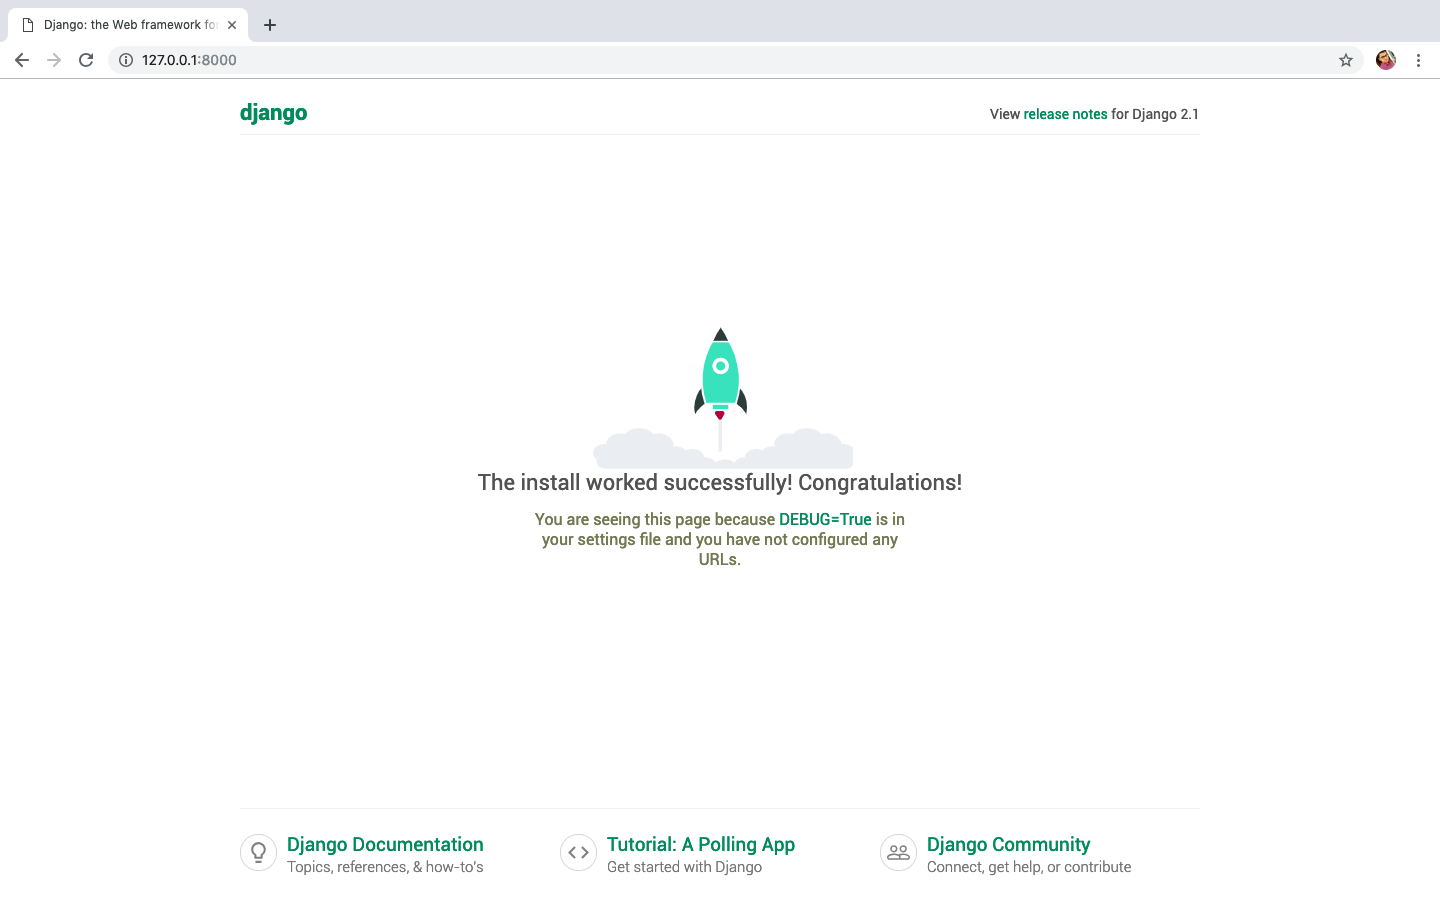 Django: the Web framework for
127.0.0.1:8000
django
View release notes for Django 2.1
The install worked successfully! Congratulations!
You are seeing this page because DEBUG=True is in
your settings file and you have not configured any
URLs.
Django Documentation
Topics, references, & how-to's
Tutorial: A Polling App
Get started with Django
Django Community
Connect, get help, or contribute